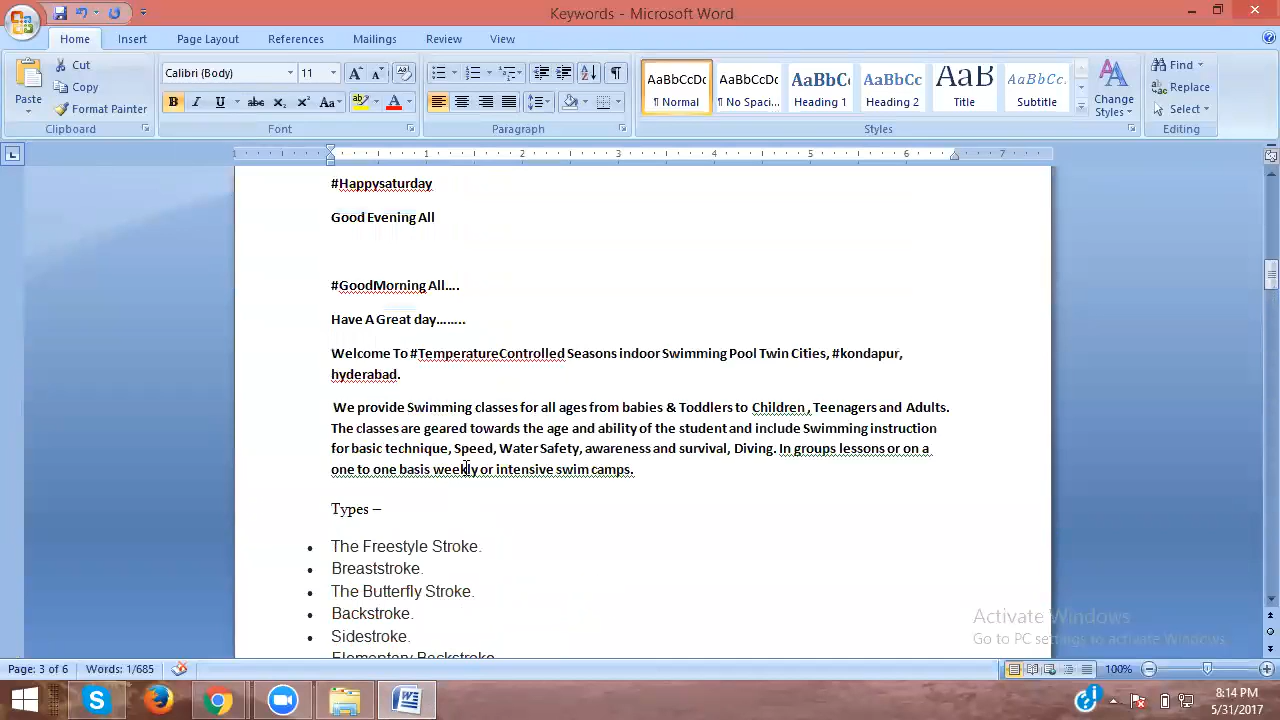 Keywords - Microsoft Word
Home Insert Page Layout References Mailings Review View
Cut
Copy
Format Painter
Paste
Clipboard
Calibri (Body) 11
Font
Paragraph
AaBbCcDc AaBbCcDc AaBbC AaBbCc AaB AaBbCc.
¶ Normal ¶ No Spaci... Heading 1 Heading 2 Title Subtitle
Change Styles
Styles
Find
Replace
Select
Editing
1 1 2 3 4 5 6 7
#Happysaturday
Good Evening All
#GoodMorning All....
Have A Great day........
Welcome To #TemperatureControlled Seasons indoor Swimming Pool Twin Cities, #kondapur,
hyderabad.
We provide Swimming classes for all ages from babies & Toddlers to Children , Teenagers and Adults.
The classes are geared towards the age and ability of the student and include Swimming instruction
for basic technique, Speed, Water Safety, awareness and survival, Diving. In groups lessons or on a
one to one basis weekly or intensive swim camps.
Types –
• The Freestyle Stroke.
• Breaststroke.
• The Butterfly Stroke.
• Backstroke.
• Sidestroke.
Elementary Backstroke
Activate Windows
Go to PC settings to activate Windows.
Page: 3 of 6 Words: 1/685 100%
8:14 PM
5/31/2017